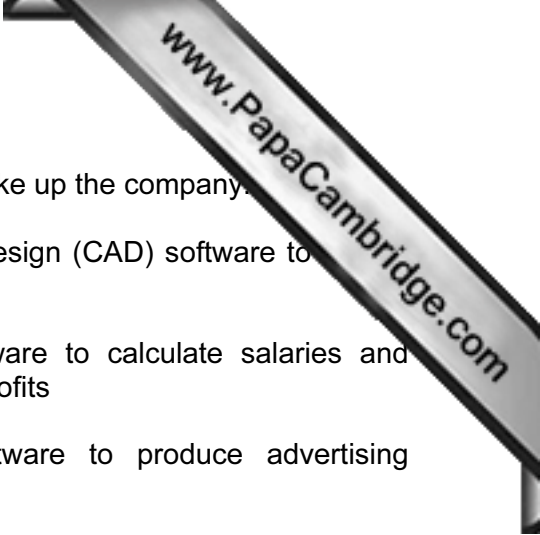 www.PapaCambridge.com
ke up the company.
esign (CAD) software to
ware to calculate salaries and
ofits
tware to produce advertising